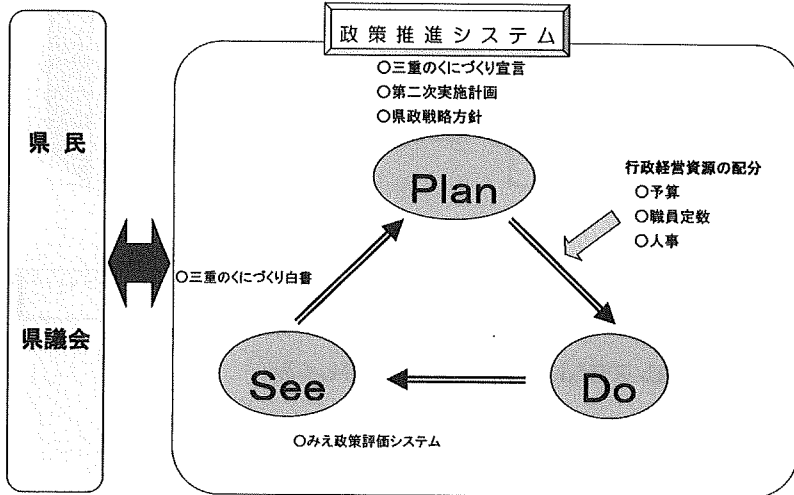 政策推進システム
○三重のくにづくり宣言
○第二次実施計画
○県政戦略方針
県民
Plan
行政経営資源の配分
○予算
○職員定数
○人事
○三重のくにづくり白書
県議会
See
Do
○みえ政策評価システム